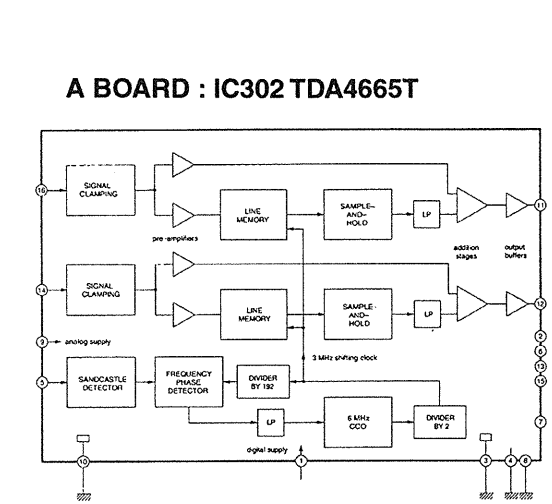 A BOARD : IC302 TDA4665T
SIGNAL
CLAMPING
16
pre-amplifiers
LINE
MEMORY
SAMPLE-
AND-
HOLD
LP
addition
stages
output
buffers
11
SIGNAL
CLAMPING
14
LINE
MEMORY
SAMPLE-
AND-
HOLD
LP
12
2
6
13
15
7
9
analog supply
3 MHz shifting clock
5
SANDCASTLE
DETECTOR
FREQUENCY
PHASE
DETECTOR
DIVIDER
BY 192
LP
6 MHz
CCO
DIVIDER
BY 2
digital supply
10
1
3
4
8